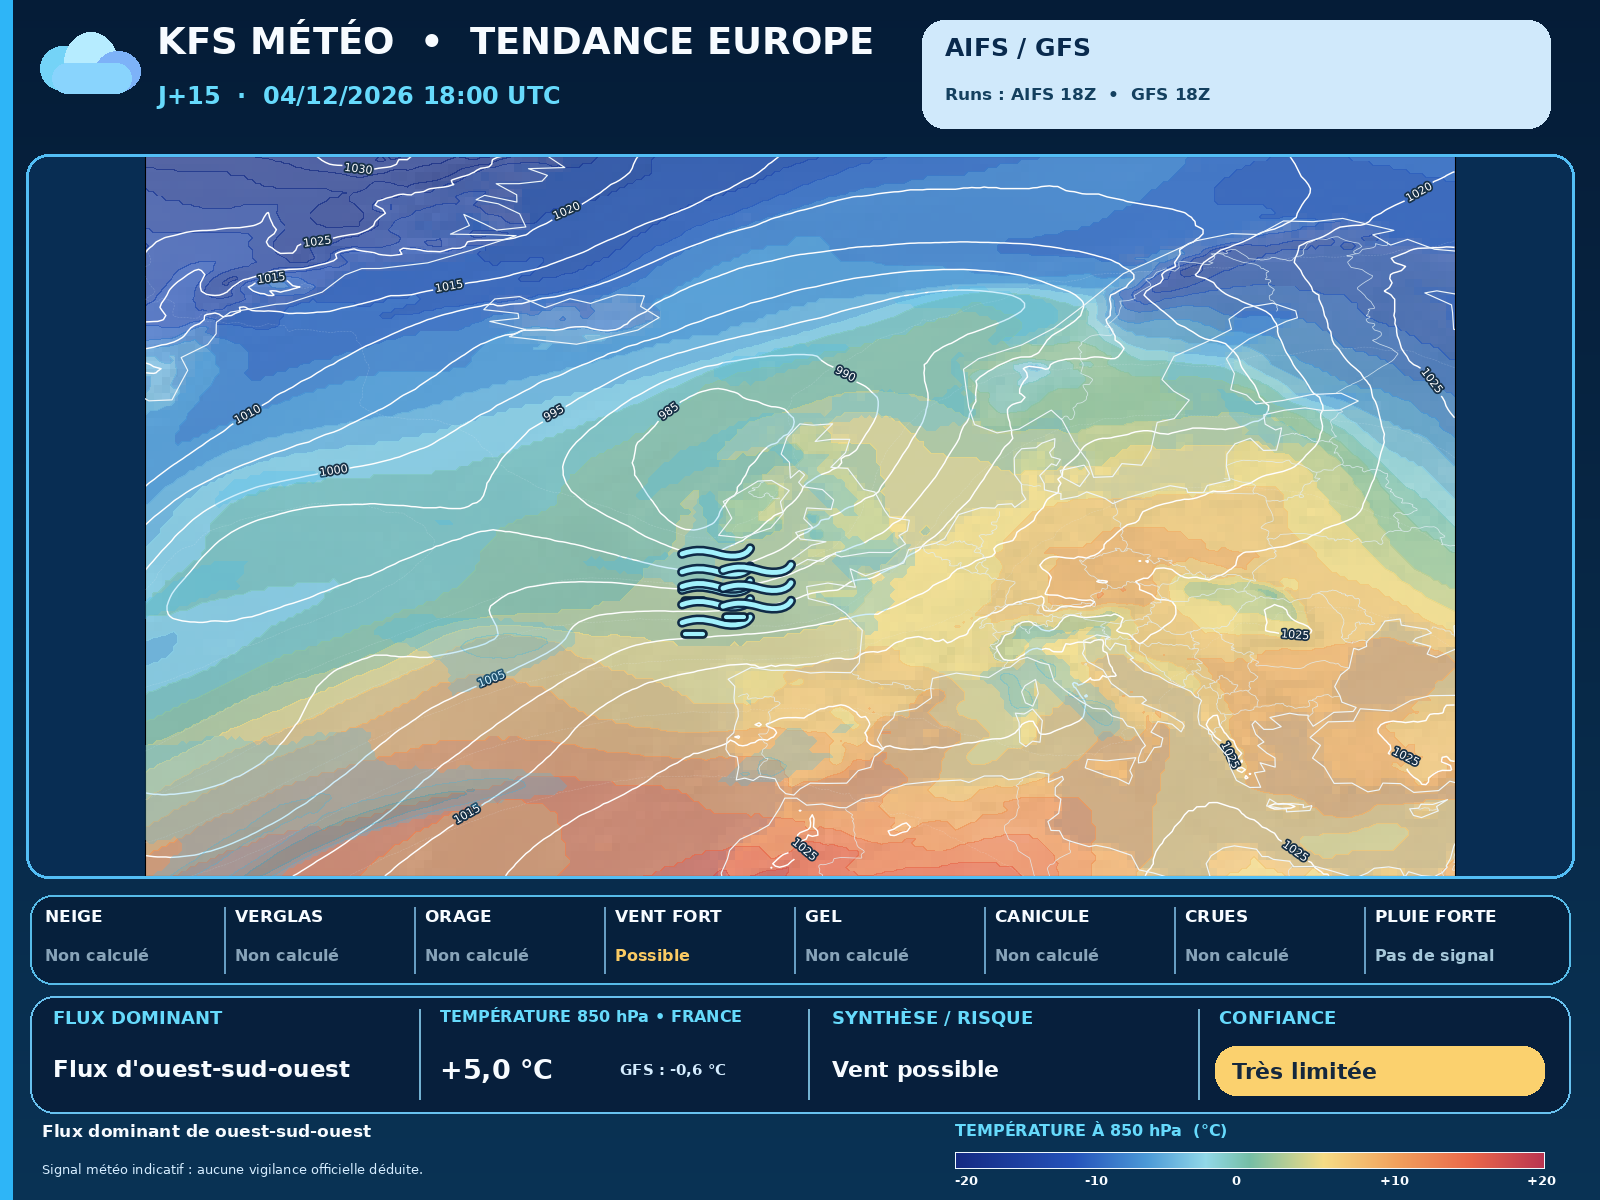 KFS MÉTÉO • TENDANCE EUROPE
J+15 · 04/12/2026 18:00 UTC
AIFS / GFS
Runs : AIFS 18Z • GFS 18Z
1030
1020
1020
1025
1015
1015
1025
990
985
995
1010
1000
1025
1005
1025
1025
1015
1025
1025
NEIGE
Non calculé
VERGLAS
Non calculé
ORAGE
Non calculé
VENT FORT
Possible
GEL
Non calculé
CANICULE
Non calculé
CRUES
Non calculé
PLUIE FORTE
Pas de signal
FLUX DOMINANT
Flux d'ouest-sud-ouest
TEMPÉRATURE 850 hPa • FRANCE
+5,0 °C GFS : -0,6 °C
SYNTHÈSE / RISQUE
Vent possible
CONFIANCE
Très limitée
Flux dominant de ouest-sud-ouest
Signal météo indicatif : aucune vigilance officielle déduite.
TEMPÉRATURE À 850 hPa (°C)
-20 -10 0 +10 +20